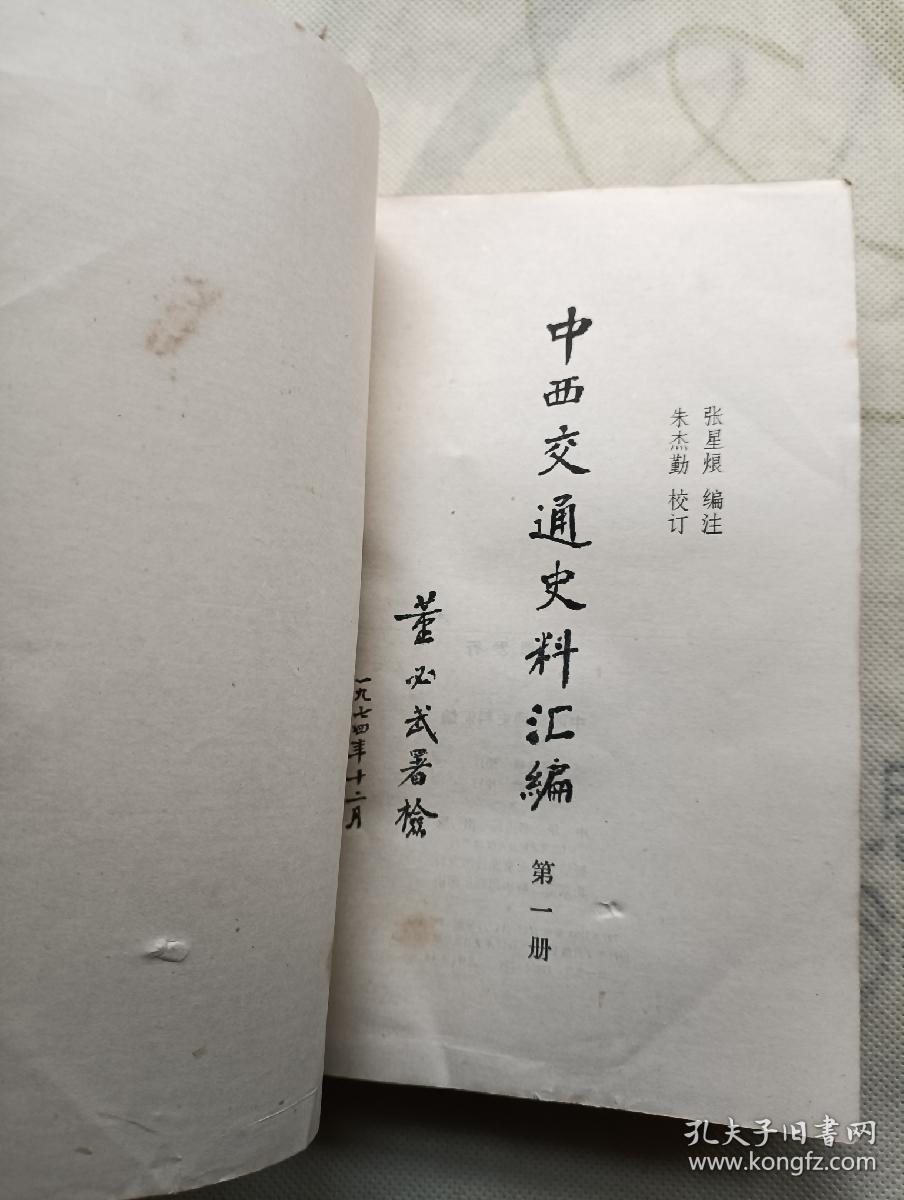 张星烺 编注
朱杰勤 校订
中西交通史料汇编 第一册
董必武署检
一九七四年十二月
孔夫子旧书网
www.kongfz.com